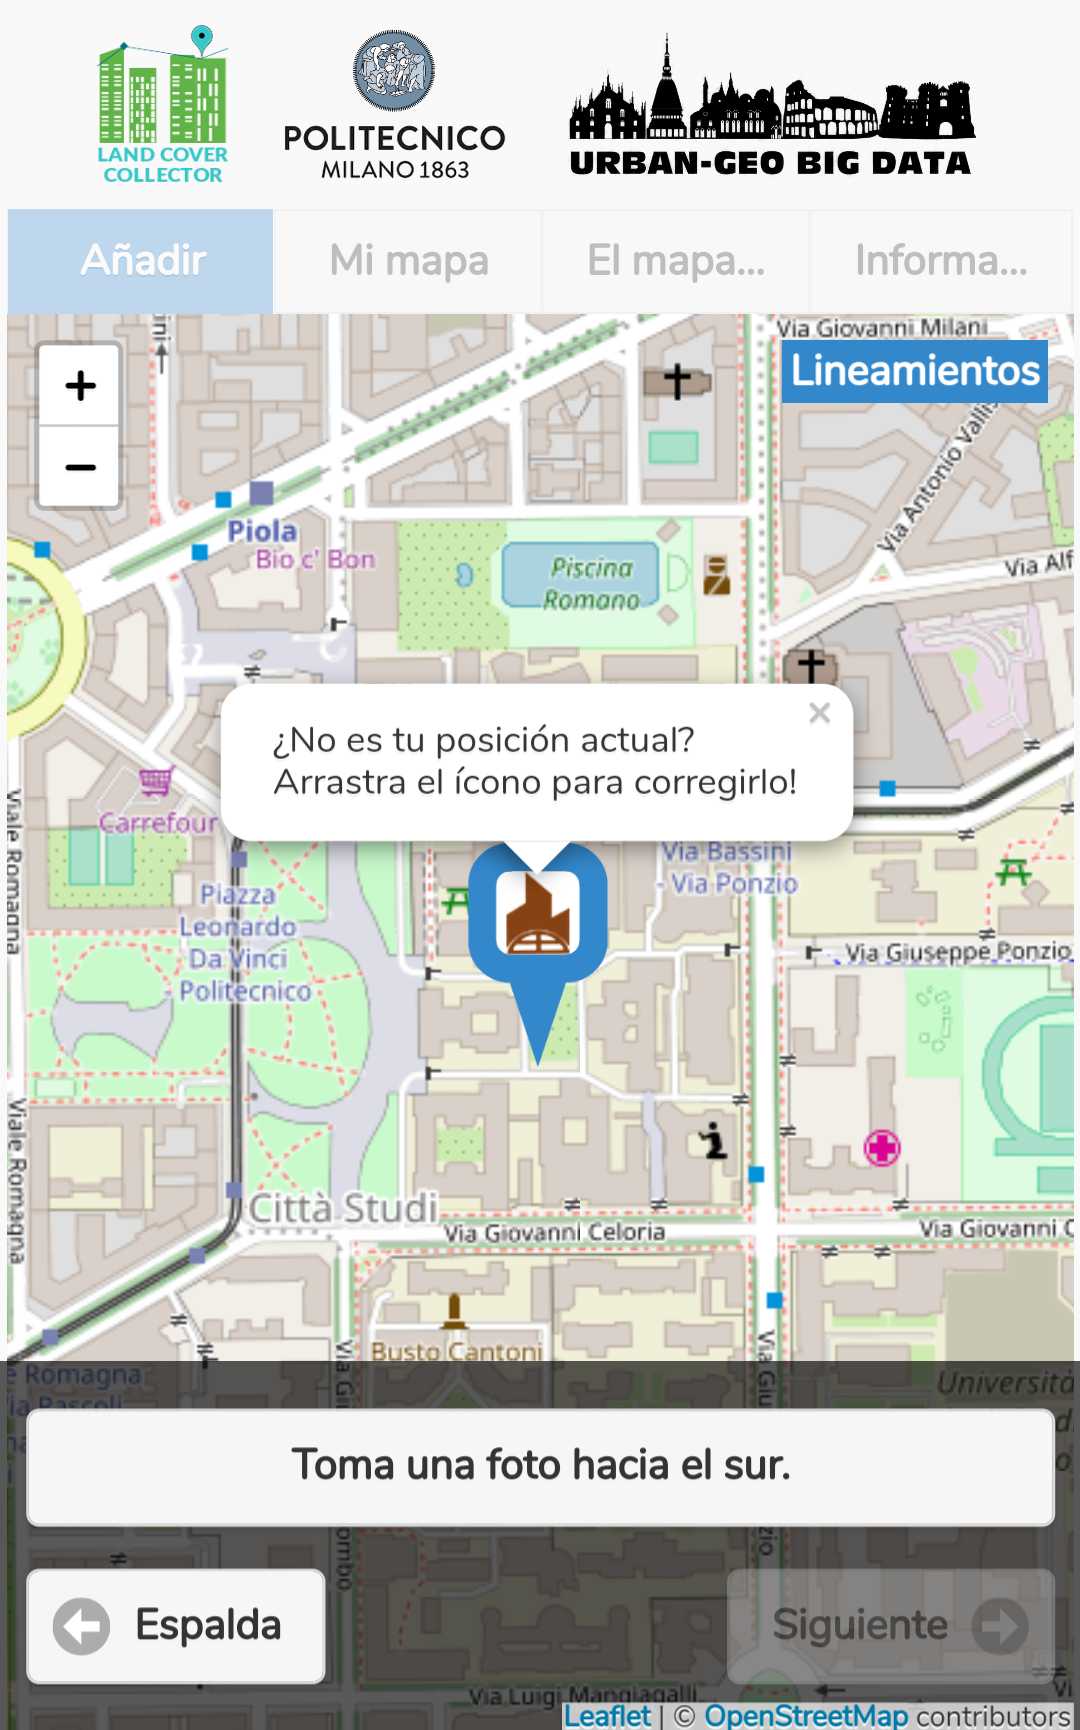 LAND COVER
COLLECTOR
POLITECNICO
MILANO 1863
URBAN-GEO BIG DATA
Añadir
Mi mapa
El mapa...
Informa...
Via Giovanni Milani
Lineamientos
+
−
Via Antonio Vallis
Piola
Bio c' Bon
Piscina
Romano
Via Alf
¿No es tu posición actual?
Arrastra el ícono para corregirlo!
×
Carrefour
Viale Romagna
Via Bassini
- Via Ponzio
Piazza
Leonardo
Da Vinci
- Politecnico
Via Giuseppe Ponzio
Viale Romagna
Città Studi
Via Giovanni Celoria
Via Giovanni C
Busto Cantoni
Via Giu
e Romagna
Università
Toma una foto hacia el sur.
Espalda
Siguiente
Via Luigi Mangiagalli
Leaflet | © OpenStreetMap contributors